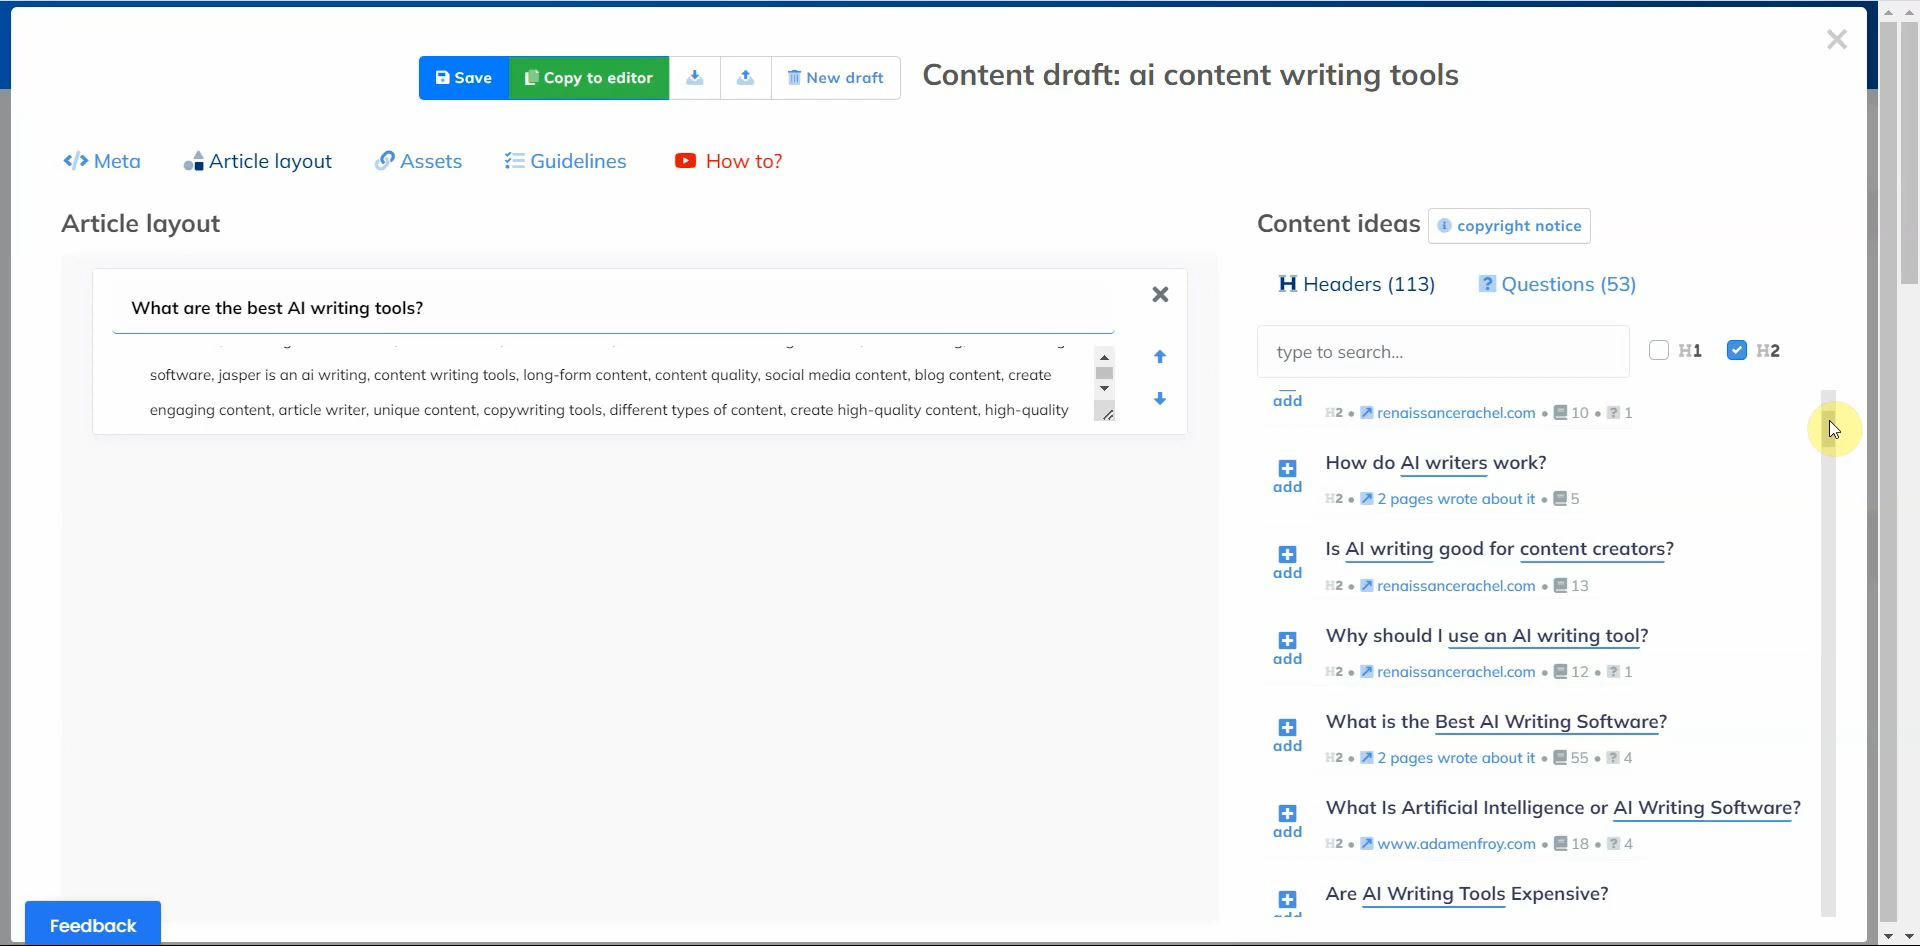 Save
Copy to editor
New draft
Content draft: ai content writing tools
Meta
Article layout
Assets
Guidelines
How to?
Article layout
What are the best AI writing tools?
software, jasper is an ai writing, content writing tools, long-form content, content quality, social media content, blog content, create
engaging content, article writer, unique content, copywriting tools, different types of content, create high-quality content, high-quality
Content ideas
copyright notice
H Headers (113)
? Questions (53)
type to search...
H1
H2
add
H2 • renaissancerachel.com • 10 • ? 1
How do AI writers work?
add
H2 • 2 pages wrote about it • 5
Is AI writing good for content creators?
add
H2 • renaissancerachel.com • 13
Why should I use an AI writing tool?
add
H2 • renaissancerachel.com • 12 • ? 1
What is the Best AI Writing Software?
add
H2 • 2 pages wrote about it • 55 • ? 4
What Is Artificial Intelligence or AI Writing Software?
add
H2 • www.adamenfroy.com • 18 • ? 4
Are AI Writing Tools Expensive?
Feedback